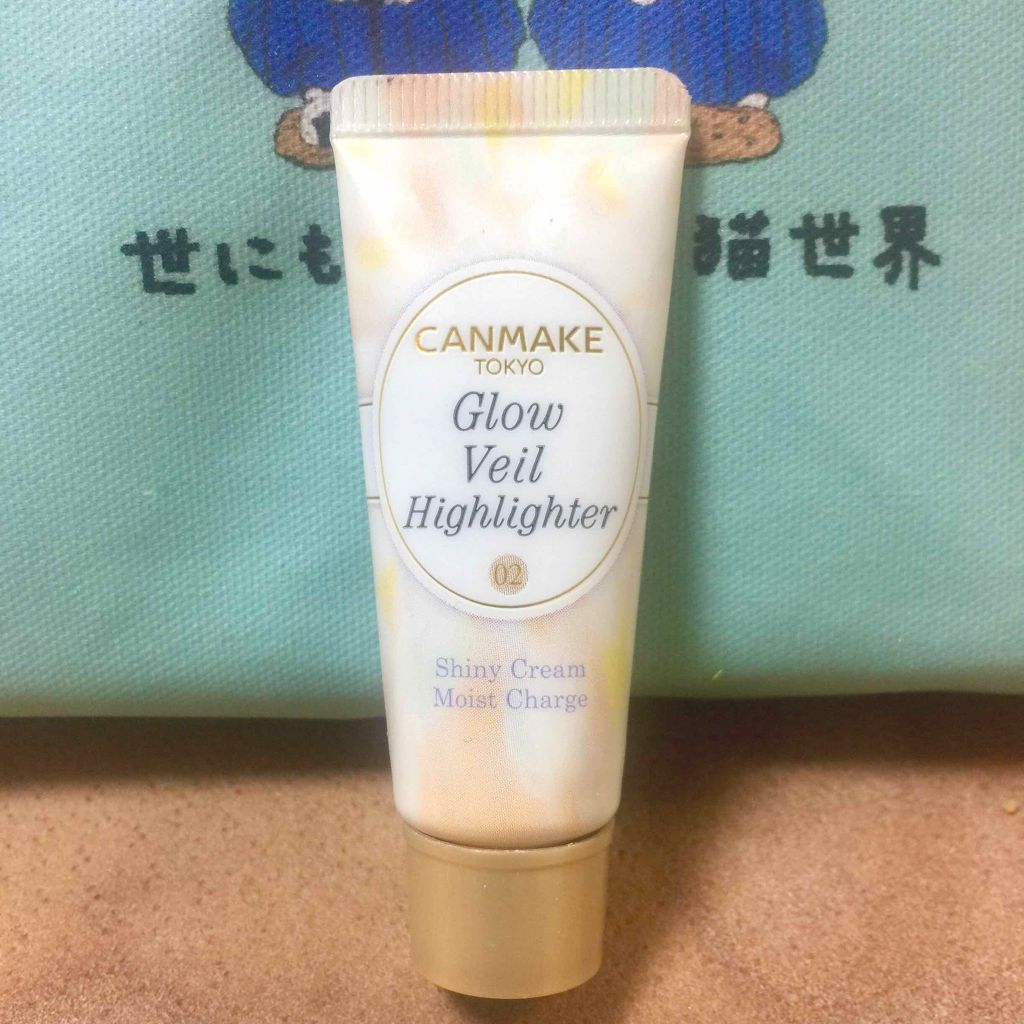 世にも
猫世界
CANMAKE
TOKYO
Glow
Veil
Highlighter
02
Shiny Cream
Moist Charge